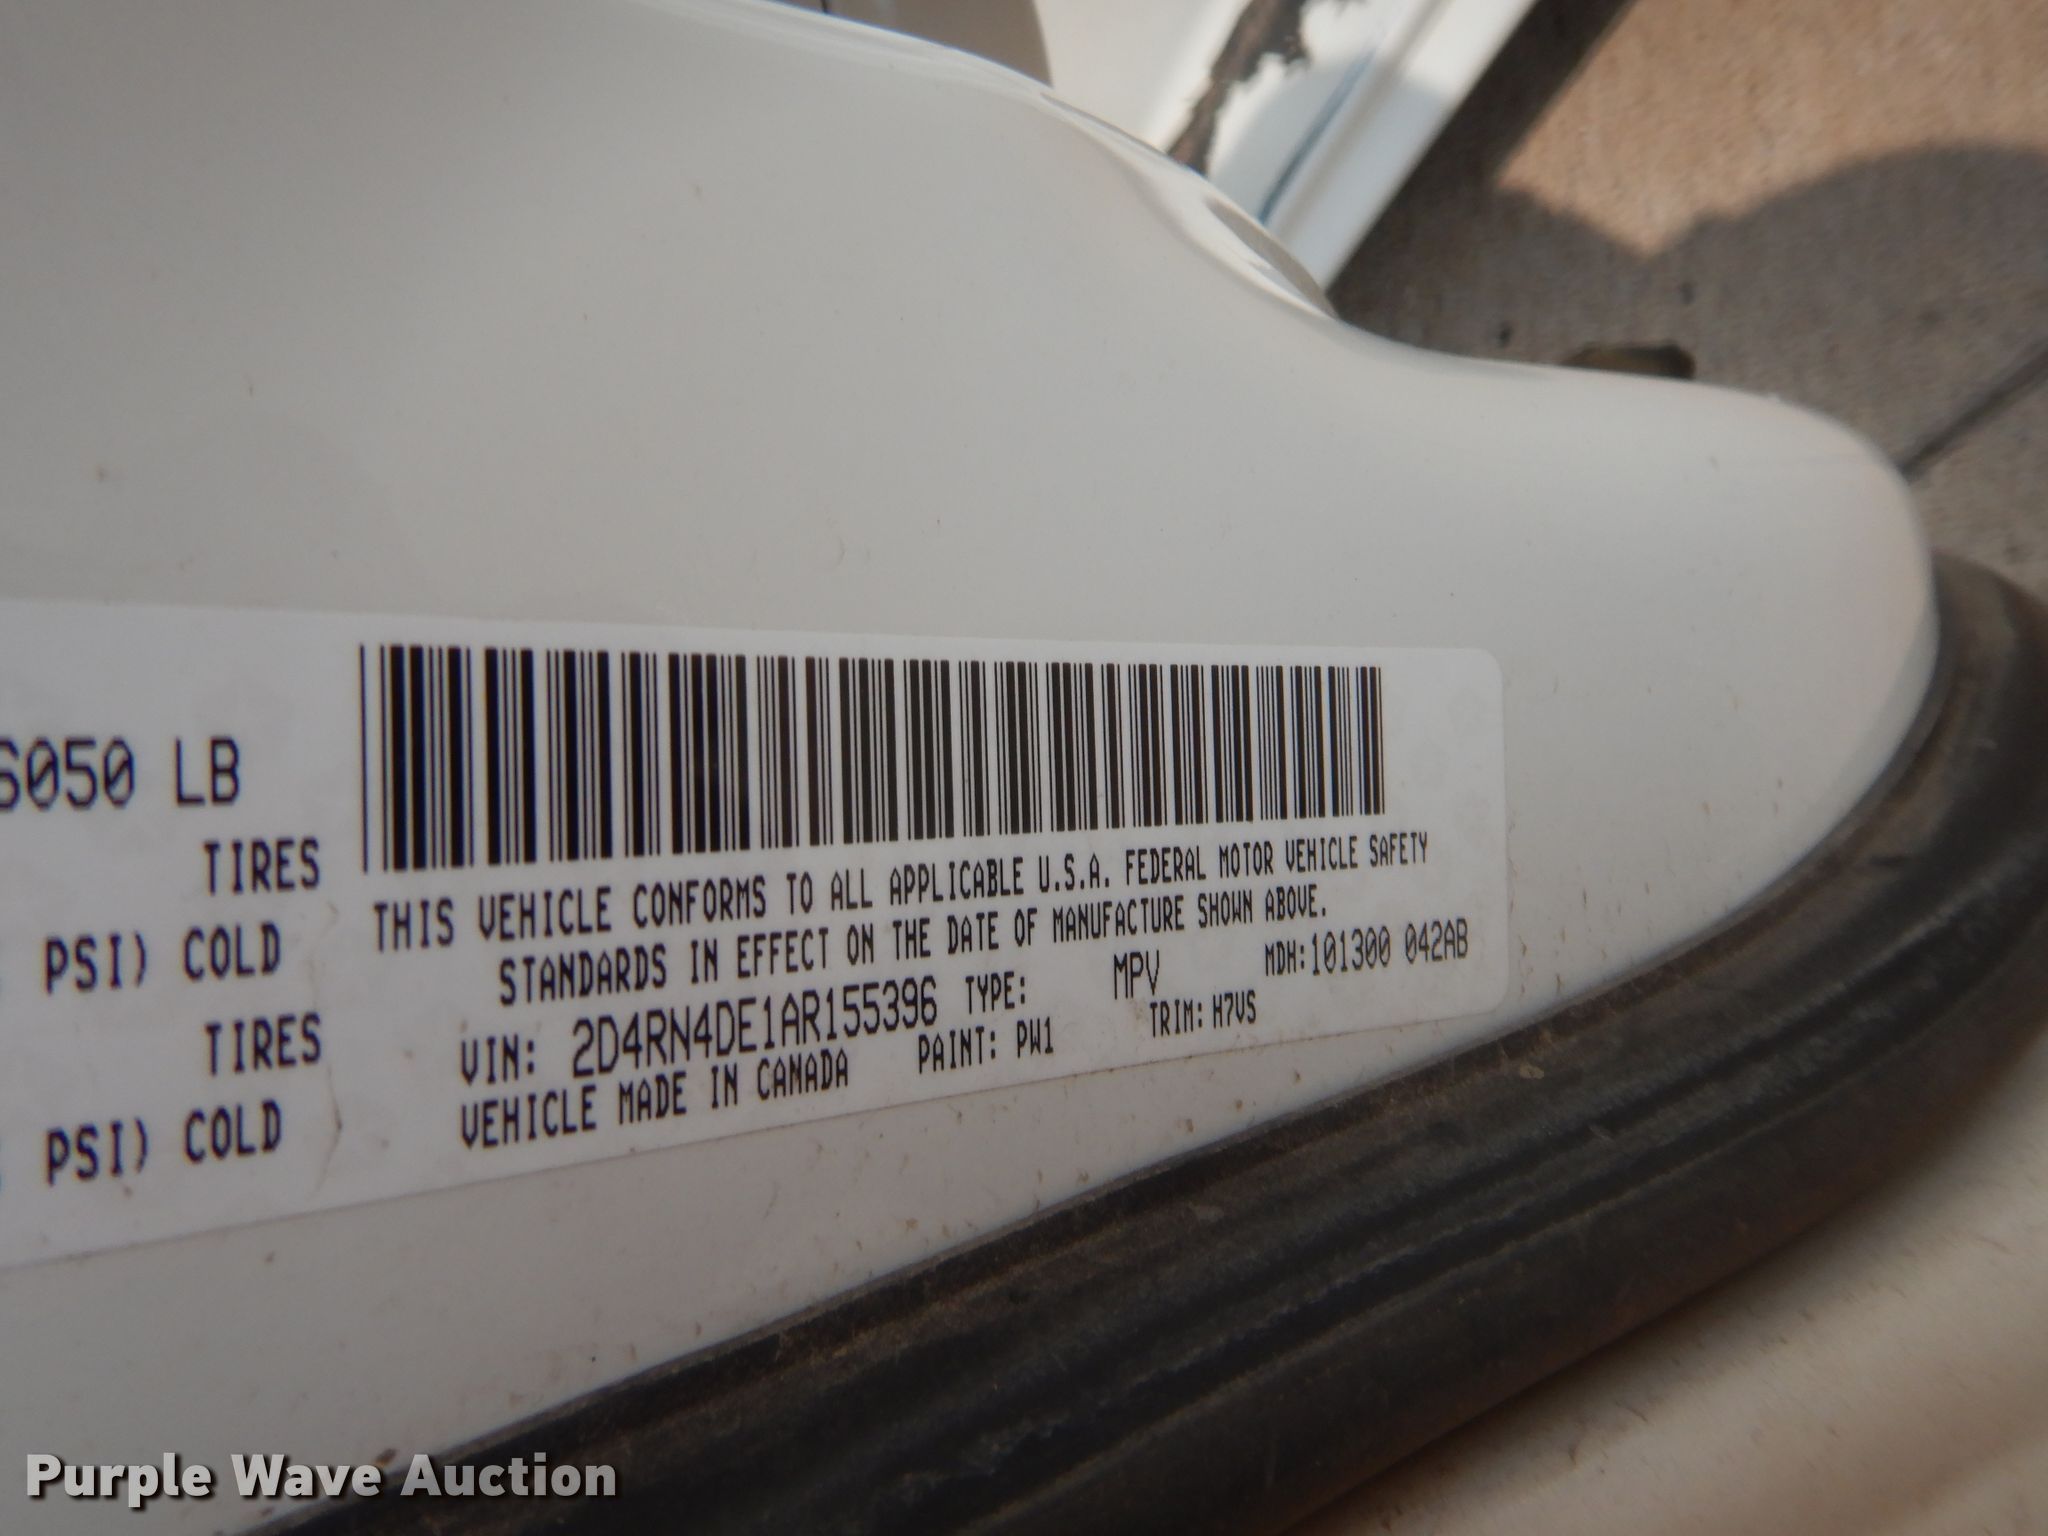 6050 LB
TIRES
PSI) COLD
TIRES
PSI) COLD
THIS VEHICLE CONFORMS TO ALL APPLICABLE U.S.A. FEDERAL MOTOR VEHICLE SAFETY
STANDARDS IN EFFECT ON THE DATE OF MANUFACTURE SHOWN ABOVE.
VIN: 2D4RN4DE1AR155396 TYPE: MPV MDH:101300 042AB
VEHICLE MADE IN CANADA PAINT: PW1 TRIM: H7VS
Purple Wave Auction